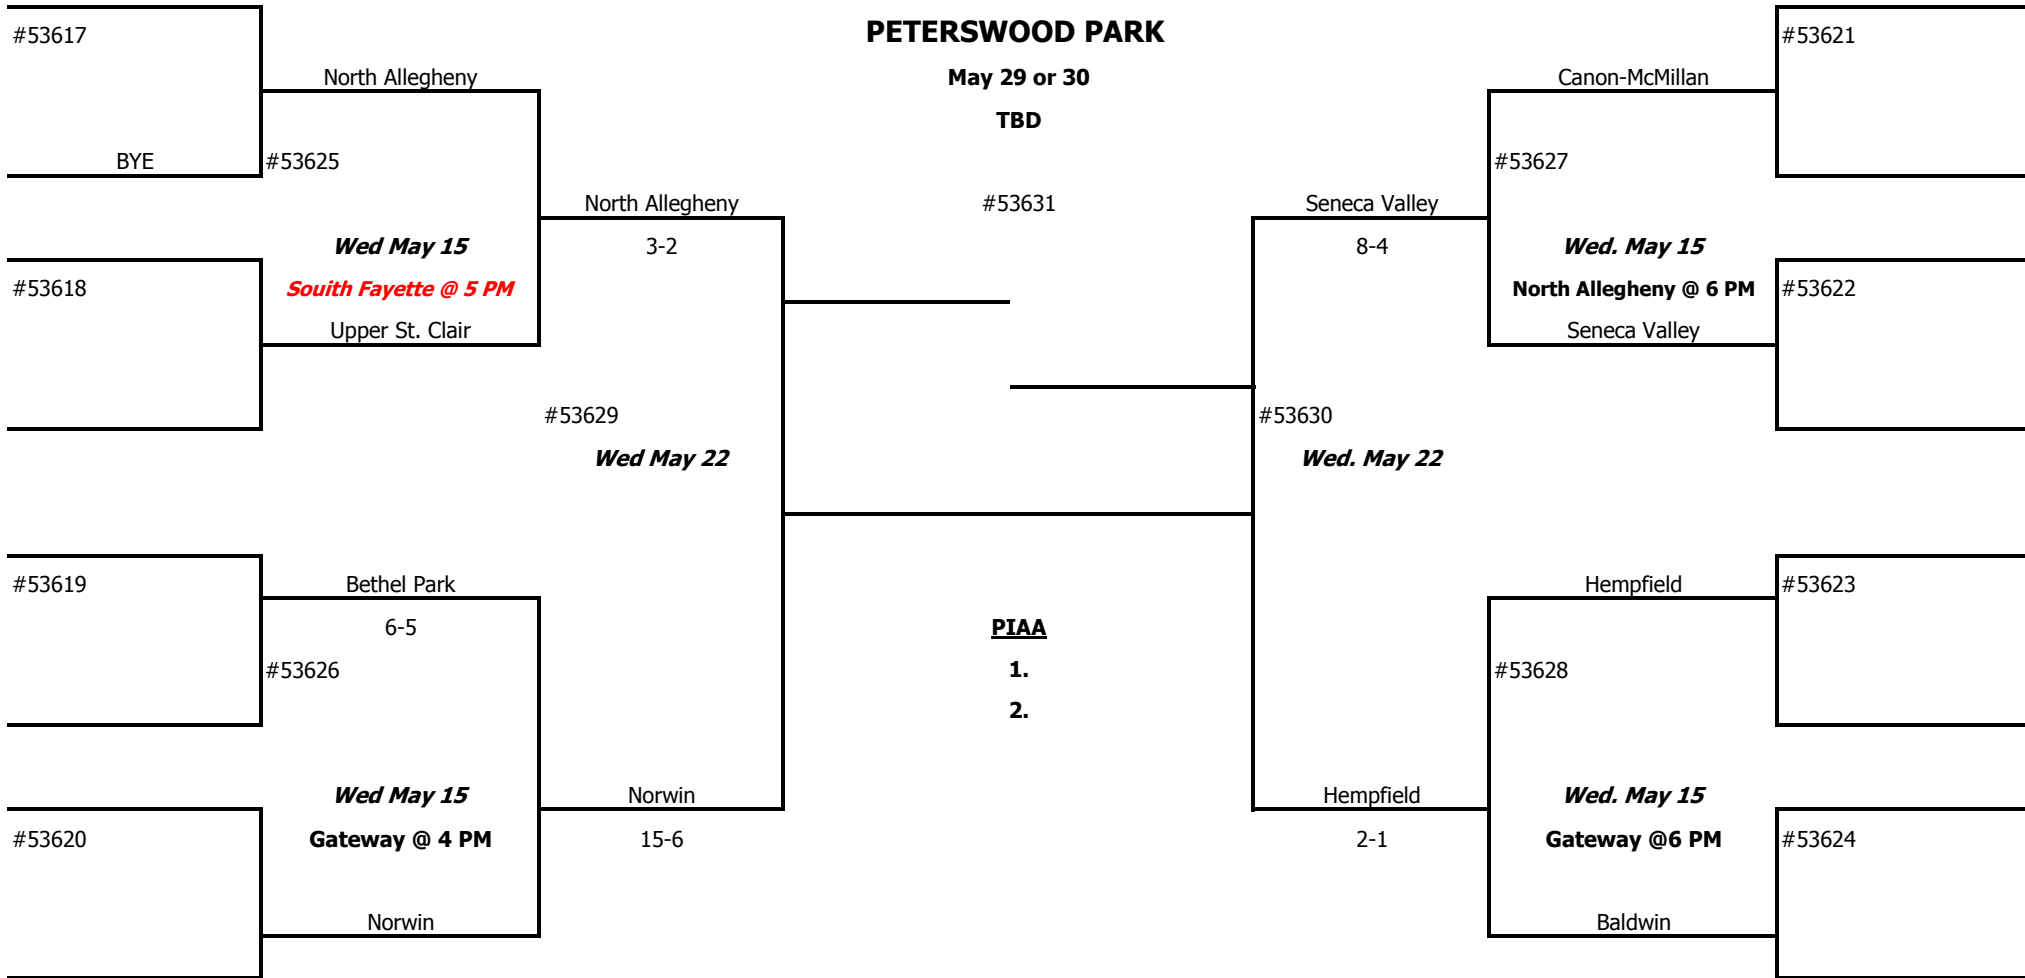 PETERSWOOD PARK
#53617
#53621
North Allegheny
May 29 or 30
Canon-McMillan
TBD
BYE
#53625
#53627
North Allegheny
#53631
Seneca Valley
Wed May 15
3-2
8-4
Wed. May 15
#53618
Souith Fayette @ 5 PM
North Allegheny @ 6 PM
#53622
Upper St. Clair
Seneca Valley
#53629
#53630
Wed May 22
Wed. May 22
#53619
Bethel Park
Hempfield
#53623
6-5
PIAA
#53626
1.
#53628
2.
Wed May 15
Norwin
Hempfield
Wed. May 15
#53620
Gateway @ 4 PM
15-6
2-1
Gateway @6 PM
#53624
Norwin
Baldwin